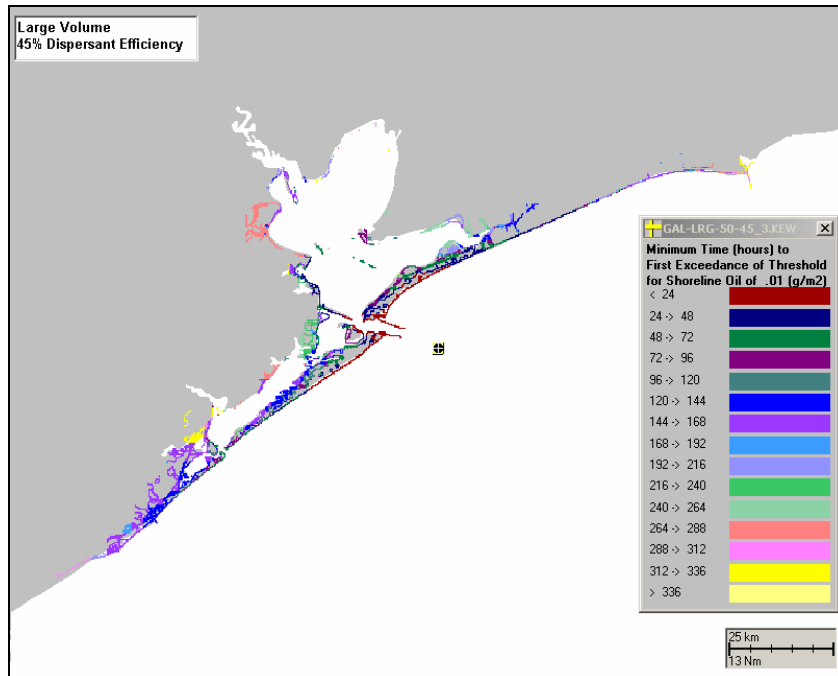 Large Volume
45% Dispersant Efficiency
GAL-LRG-50-45_3.KEW
Minimum Time (hours) to
First Exceedance of Threshold
for Shoreline Oil of .01 (g/m2)
< 24
24 -> 48
48 -> 72
72 -> 96
96 -> 120
120 -> 144
144 -> 168
168 -> 192
192 -> 216
216 -> 240
240 -> 264
264 -> 288
288 -> 312
312 -> 336
> 336
25 km
13 Nm